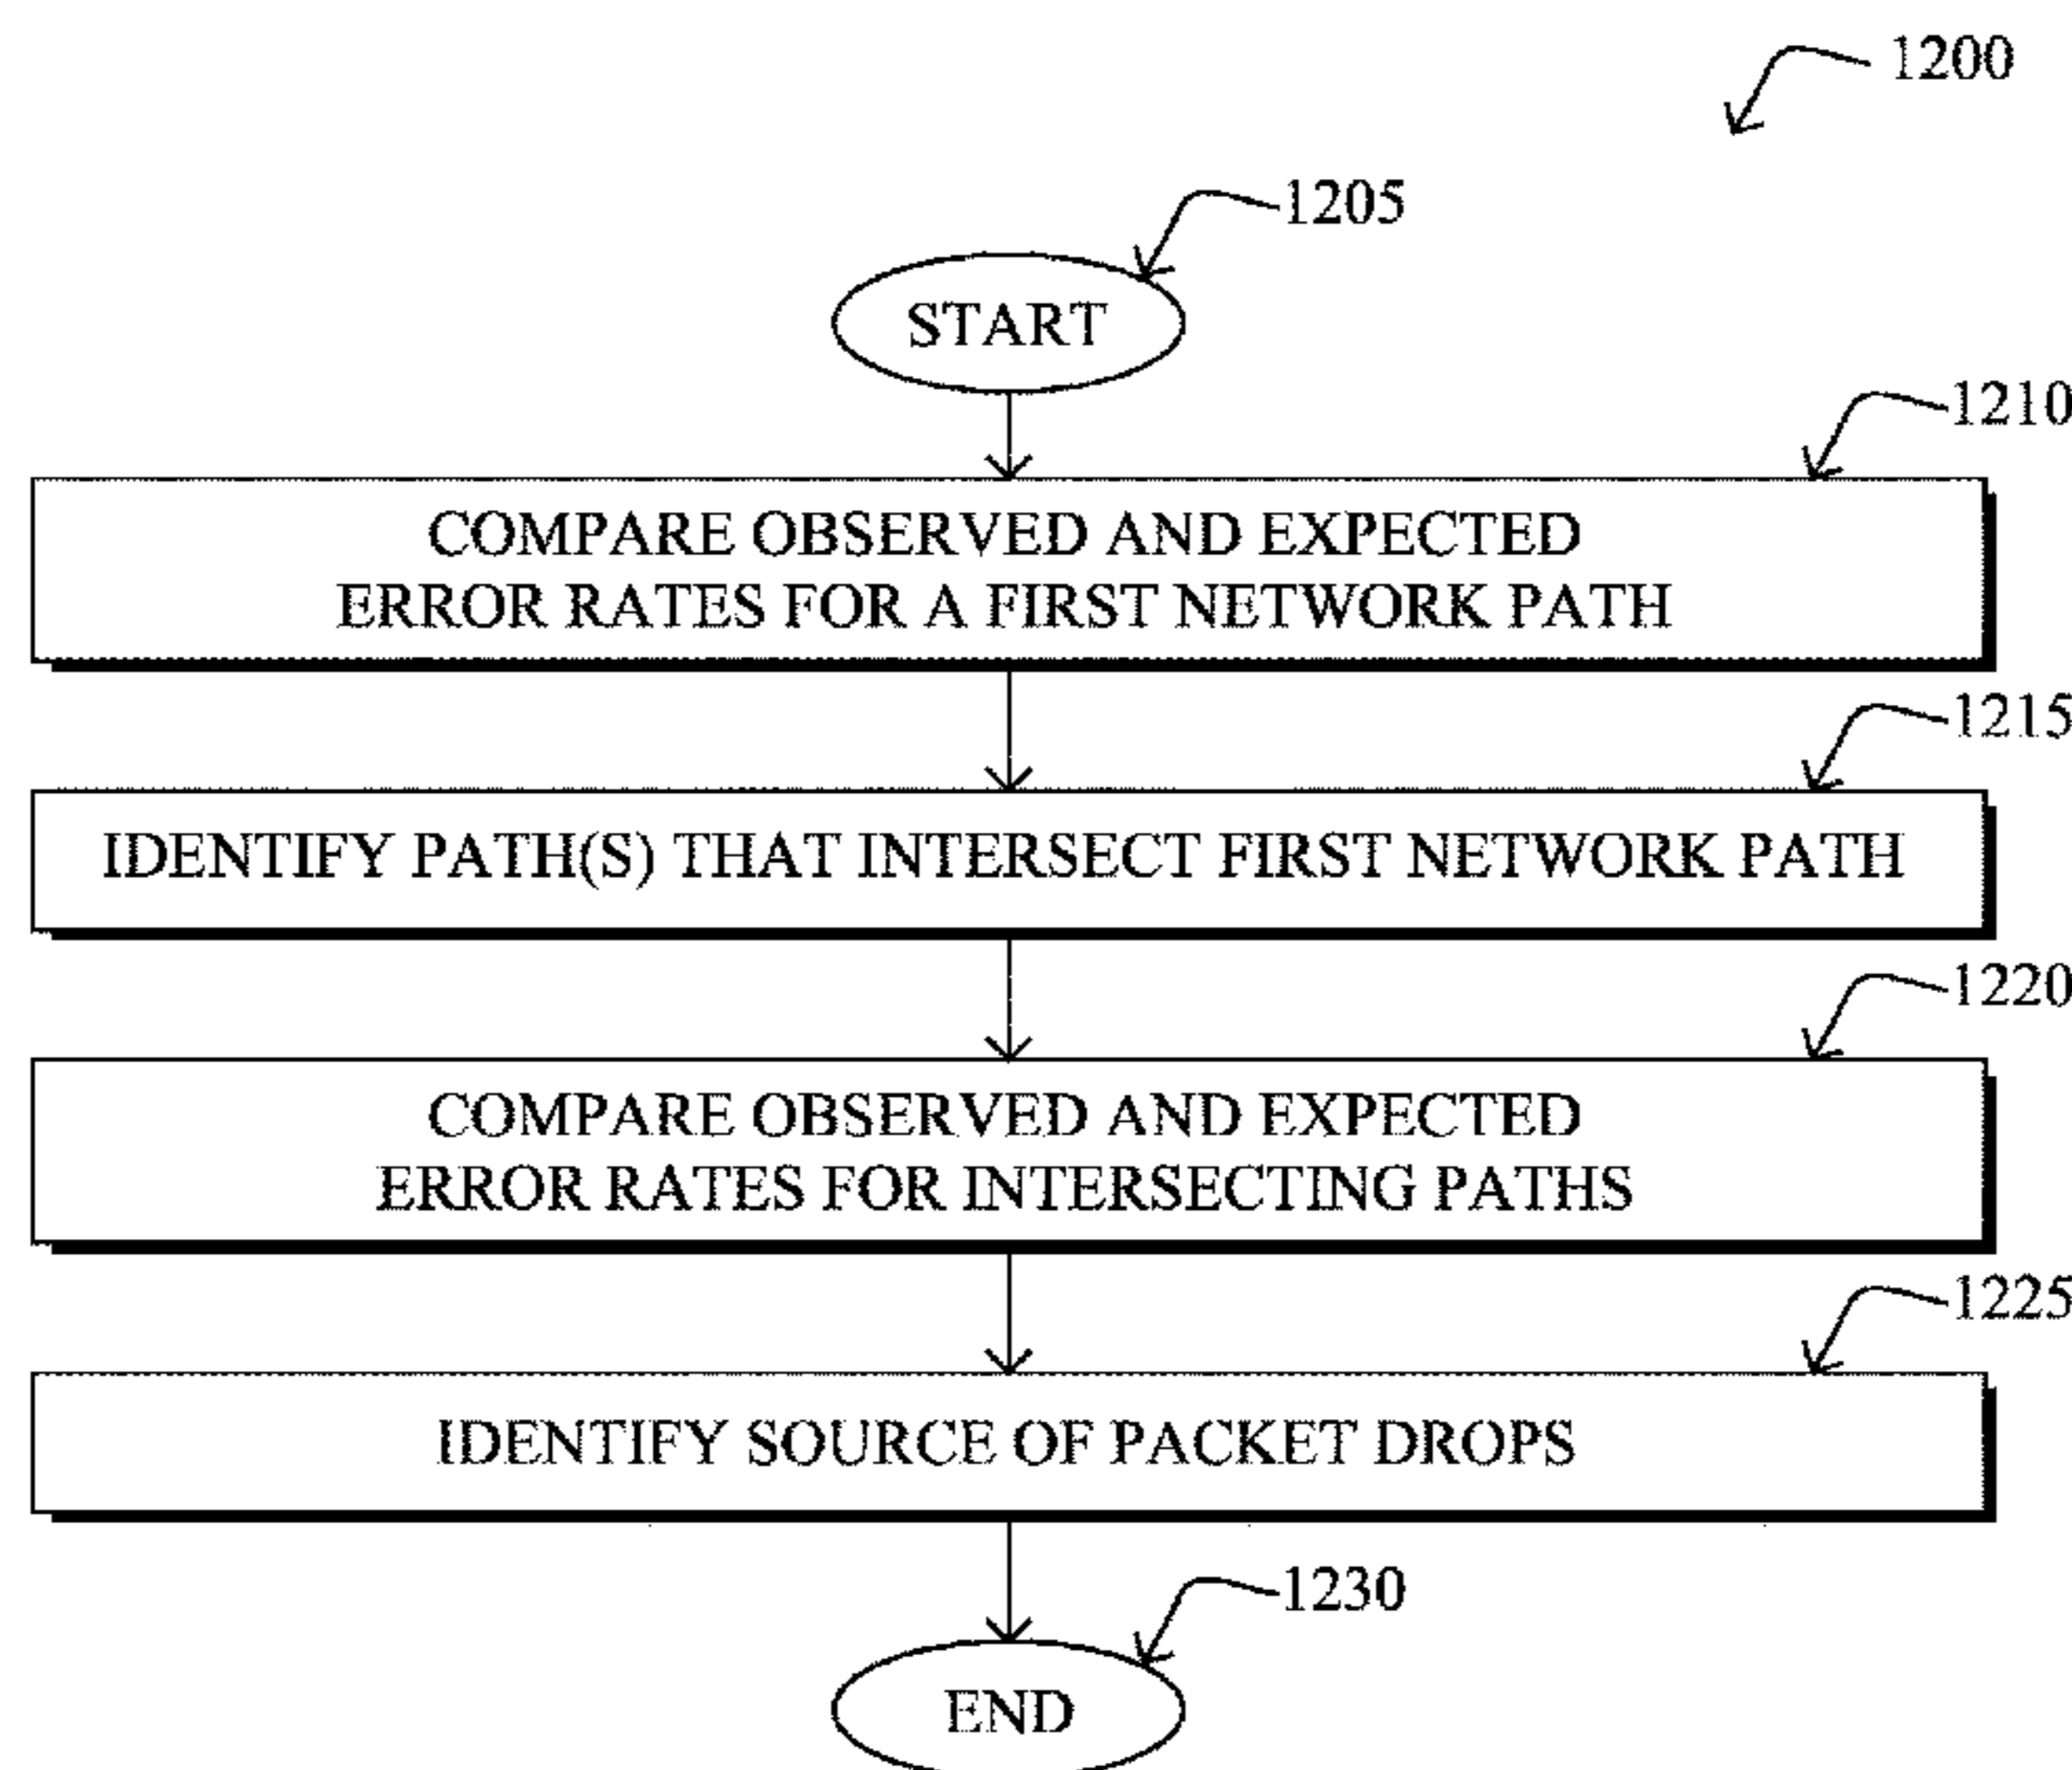 1200
1205
START
1210
COMPARE OBSERVED AND EXPECTED
ERROR RATES FOR A FIRST NETWORK PATH
1215
IDENTIFY PATH(S) THAT INTERSECT FIRST NETWORK PATH
1220
COMPARE OBSERVED AND EXPECTED
ERROR RATES FOR INTERSECTING PATHS
1225
IDENTIFY SOURCE OF PACKET DROPS
1230
END